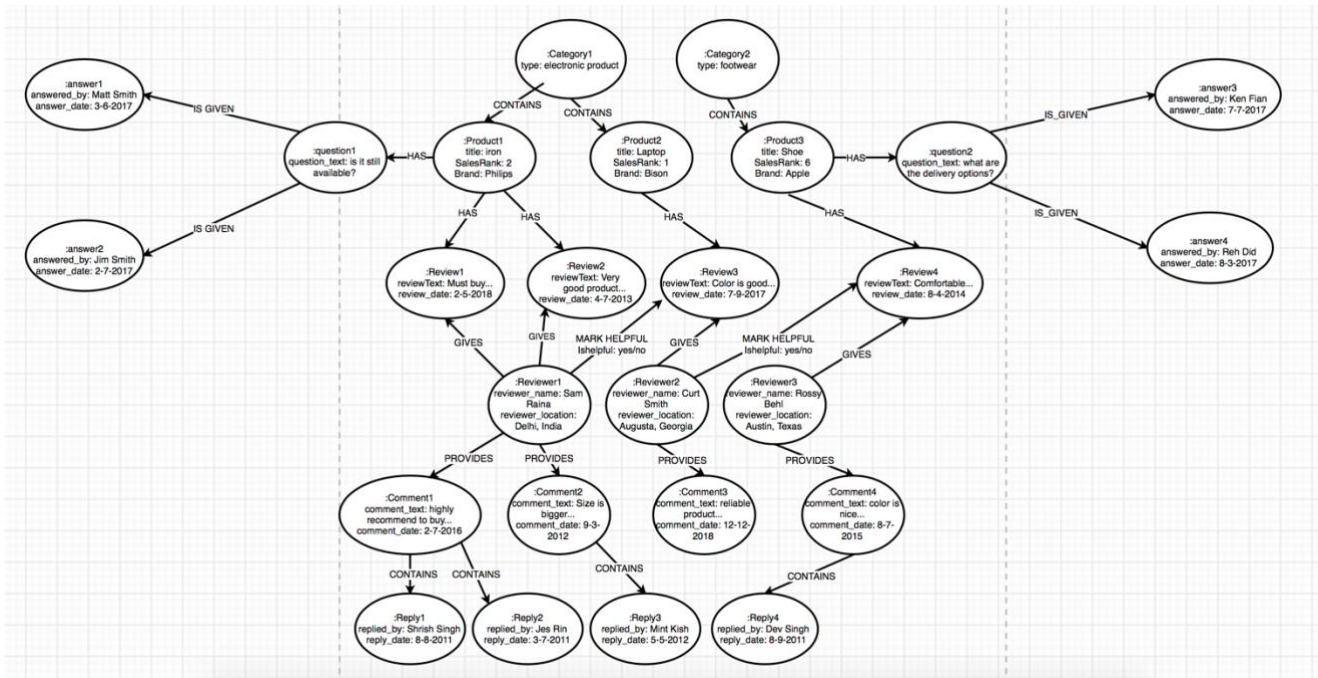 :Category1
type: electronic product
:Category2
type: footwear
:answer1
answered_by: Matt Smith
answer_date: 3-6-2017
:answer3
answered_by: Ken Fian
answer_date: 7-7-2017
IS GIVEN
CONTAINS
CONTAINS
CONTAINS
IS_GIVEN
:question1
question_text: is it still
available?
HAS
:Product1
title: iron
SalesRank: 2
Brand: Philips
:Product2
title: Laptop
SalesRank: 1
Brand: Bison
:Product3
title: Shoe
SalesRank: 6
Brand: Apple
HAS
:question2
question_text: what are
the delivery options?
IS GIVEN
HAS
HAS
HAS
HAS
IS_GIVEN
:answer2
answered_by: Jim Smith
answer_date: 2-7-2017
:answer4
answered_by: Reh Did
answer_date: 8-3-2017
:Review1
reviewText: Must buy...
review_date: 2-5-2018
:Review2
reviewText: Very
good product...
review_date: 4-7-2013
:Review3
reviewText: Color is good...
review_date: 7-9-2017
:Review4
reviewText: Comfortable...
review_date: 8-4-2014
GIVES
GIVES
MARK HELPFUL
Ishelpful: yes/no
GIVES
MARK HELPFUL
Ishelpful: yes/no
GIVES
:Reviewer1
reviewer_name: Sam
Raina
reviewer_location:
Delhi, India
:Reviewer2
reviewer_name: Curt
Smith
reviewer_location:
Augusta, Georgia
:Reviewer3
reviewer_name: Rossy
Behl
reviewer_location:
Austin, Texas
PROVIDES
PROVIDES
PROVIDES
PROVIDES
:Comment1
comment_text: highly
recommend to buy...
comment_date: 2-7-2016
:Comment2
comment_text: Size is
bigger...
comment_date: 9-3-
2012
:Comment3
comment_text: reliable
product...
comment_date: 12-12-
2018
:Comment4
comment_text: color is
nice...
comment_date: 8-7-
2015
CONTAINS
CONTAINS
CONTAINS
CONTAINS
:Reply1
replied_by: Shrish Singh
reply_date: 8-8-2011
:Reply2
replied_by: Jes Rin
reply_date: 3-7-2011
:Reply3
replied_by: Mint Kish
reply_date: 5-5-2012
:Reply4
replied_by: Dev Singh
reply_date: 8-9-2011